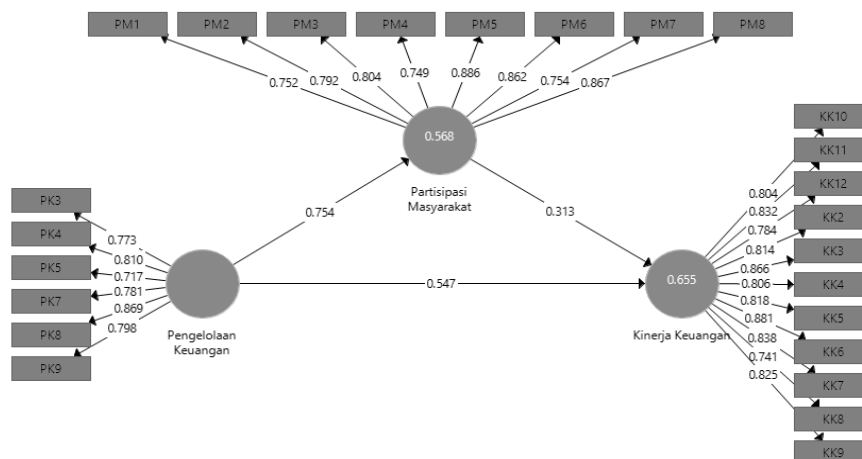 PM1
PM2
PM3
PM4
PM5
PM6
PM7
PM8
0.752
0.792
0.804
0.749
0.886
0.862
0.754
0.867
0.568
Partisipasi
Masyarakat
0.754
0.313
0.547
PK3
PK4
PK5
PK7
PK8
PK9
0.773
0.810
0.717
0.781
0.869
0.798
Pengelolaan
Keuangan
0.655
Kinerja Keuangan
0.804
0.832
0.784
0.814
0.866
0.806
0.818
0.881
0.838
0.741
0.825
KK10
KK11
KK12
KK2
KK3
KK4
KK5
KK6
KK7
KK8
KK9